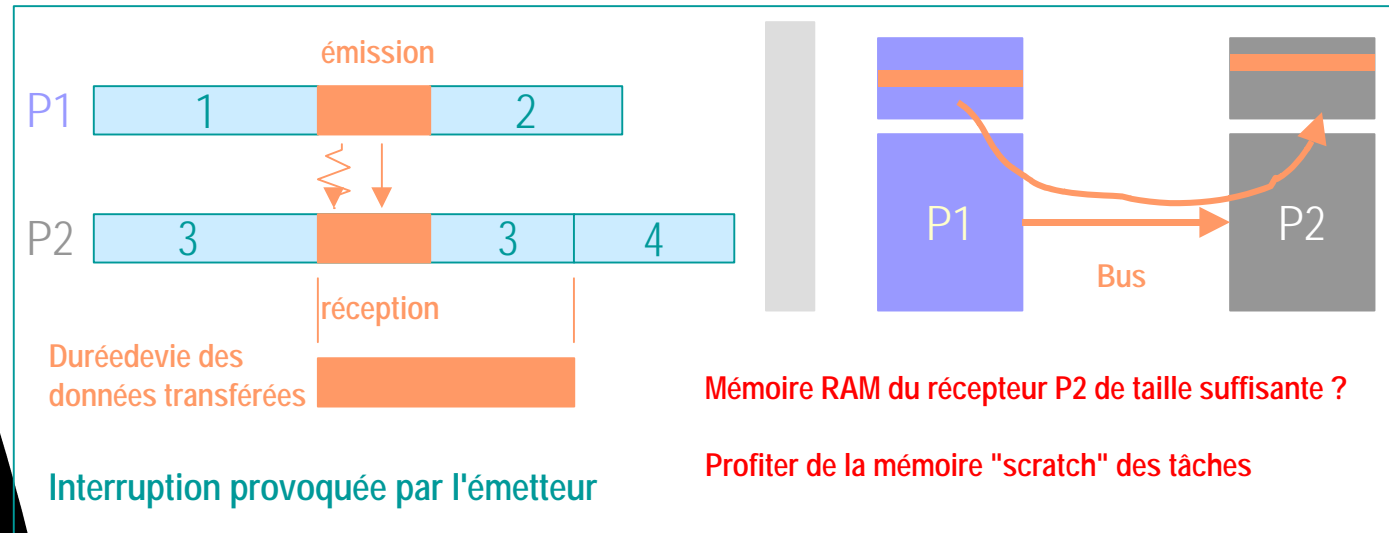 émission
P1
1
2
P2
3
3
4
réception
Duréedevie des
données transférées
Interruption provoquée par l'émetteur
P1
P2
Bus
Mémoire RAM du récepteur P2 de taille suffisante ?
Profiter de la mémoire "scratch" des tâches